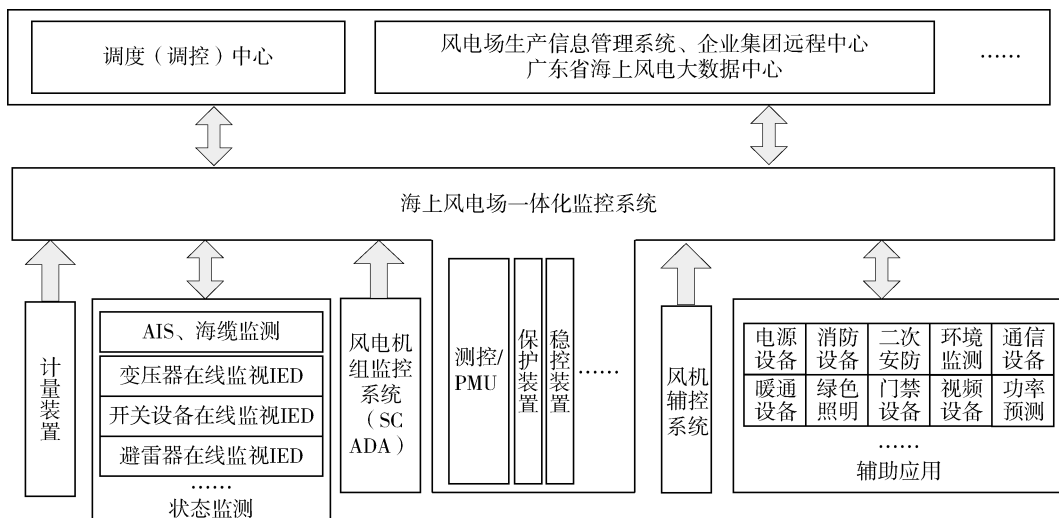 调度（调控）中心
风电场生产信息管理系统、企业集团远程中心
广东省海上风电大数据中心
……
海上风电场一体化监控系统
计量装置
AIS、海缆监测
变压器在线监视IED
开关设备在线监视IED
避雷器在线监视IED
……
状态监测
风电机
组监控
系统
（SC
ADA）
测控/
PMU
保护装置
稳控装置
……
风机
辅控
系统
电源
设备
消防
设备
二次
安防
环境
监测
通信
设备
暖通
设备
绿色
照明
门禁
设备
视频
设备
功率
预测
……
辅助应用